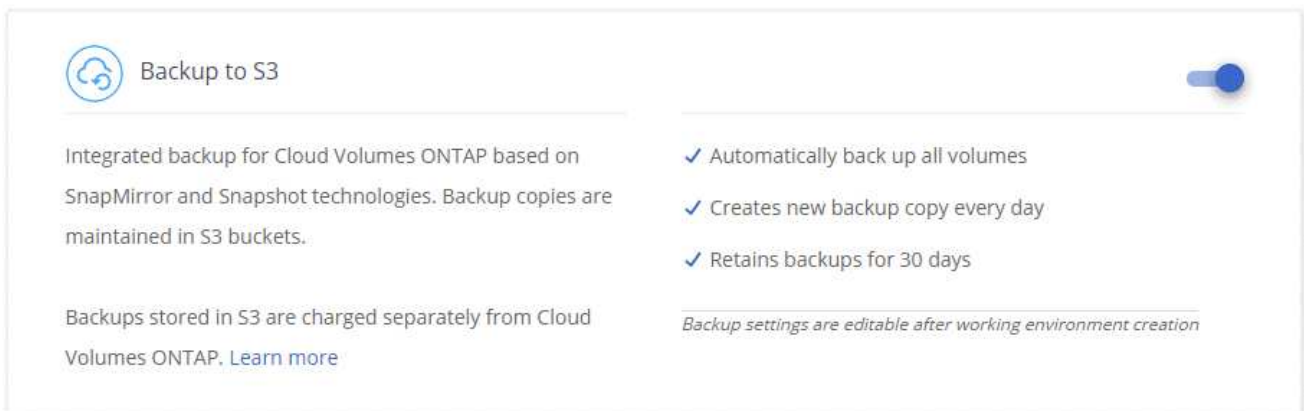 Backup to S3
Integrated backup for Cloud Volumes ONTAP based on
SnapMirror and Snapshot technologies. Backup copies are
maintained in S3 buckets.
Backups stored in S3 are charged separately from Cloud
Volumes ONTAP. Learn more
Automatically back up all volumes
Creates new backup copy every day
Retains backups for 30 days
Backup settings are editable after working environment creation